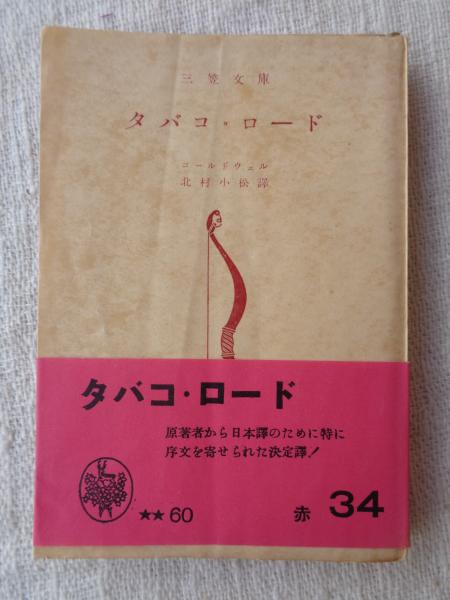 三笠文庫
タバコ・ロード
コールドウェル
北村小松譯
タバコ・ロード
原著者から日本譯のために特に
序文を寄せられた決定譯!
★★60
赤 34